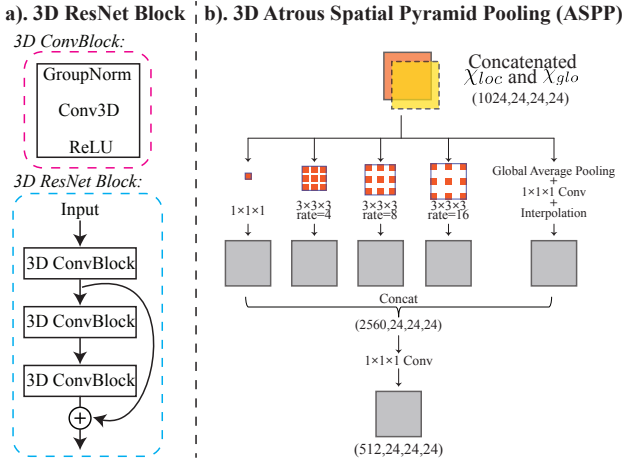 a). 3D ResNet Block
3D ConvBlock:
GroupNorm
Conv3D
ReLU
3D ResNet Block:
Input
3D ConvBlock
3D ConvBlock
3D ConvBlock
+
b). 3D Atrous Spatial Pyramid Pooling (ASPP)
Concatenated
χloc and χglo
(1024,24,24,24)
1×1×1
3×3×3
rate=4
3×3×3
rate=8
3×3×3
rate=16
Global Average Pooling
+
1×1×1 Conv
+
Interpolation
Concat
(2560,24,24,24)
1×1×1 Conv
(512,24,24,24)